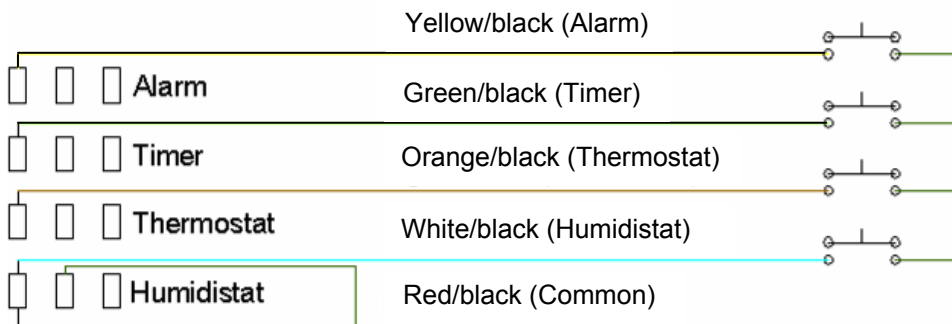 Yellow/black (Alarm)
Alarm
Green/black (Timer)
Timer
Orange/black (Thermostat)
Thermostat
White/black (Humidistat)
Humidistat
Red/black (Common)